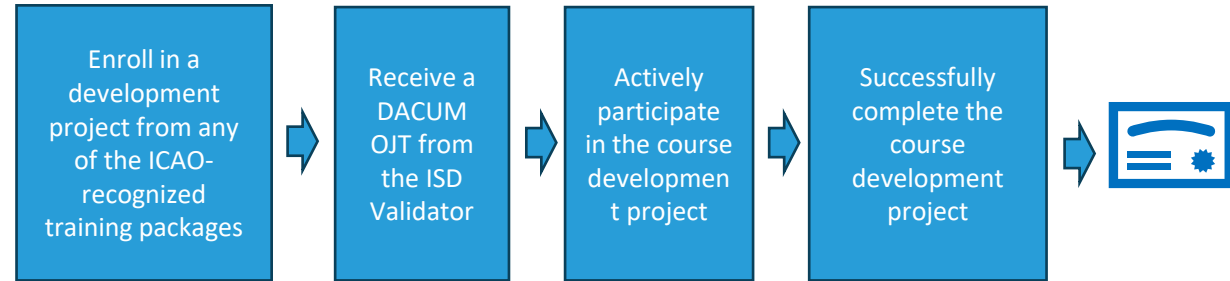 Enroll in a
development
project from any
of the ICAO-
recognized
training packages
Receive a
DACUM
OJT from
the ISD
Validator
Actively
participate
in the course
developmen
t project
Successfully
complete the
course
development
project